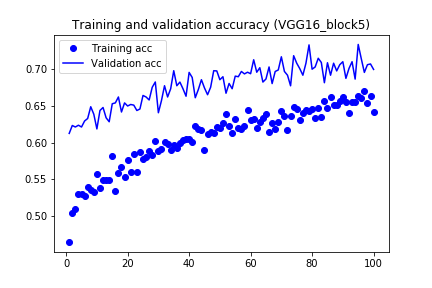 Training and validation accuracy (VGG16_block5)
Training acc
Validation acc
0.70
0.65
0.60
0.55
0.50
0 20 40 60 80 100